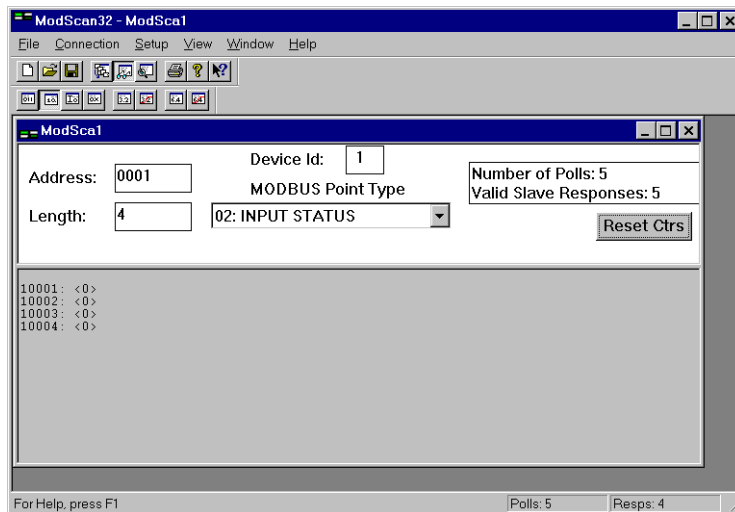 ModScan32 - ModSca1
File Connection Setup View Window Help
ModSca1
Device Id: 1
Address: 0001
MODBUS Point Type
Number of Polls: 5
Valid Slave Responses: 5
Length: 4
02: INPUT STATUS
Reset Ctrs
10001: <0>
10002: <0>
10003: <0>
10004: <0>
For Help, press F1
Polls: 5
Resps: 4